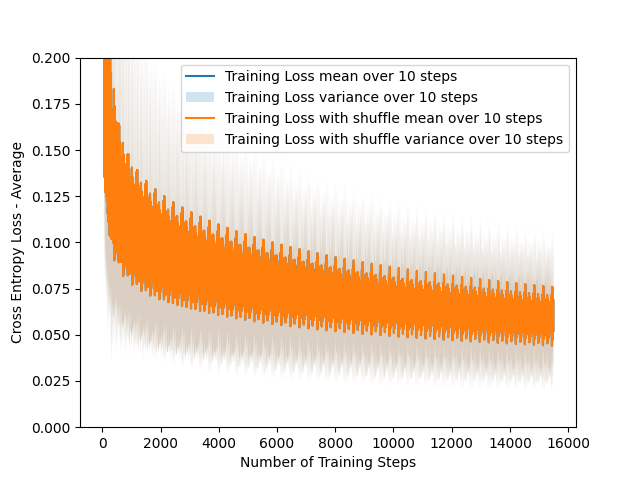 Training Loss mean over 10 steps
Training Loss variance over 10 steps
Training Loss with shuffle mean over 10 steps
Training Loss with shuffle variance over 10 steps
Cross Entropy Loss - Average
0.200
0.175
0.150
0.125
0.100
0.075
0.050
0.025
0.000
0 2000 4000 6000 8000 10000 12000 14000 16000
Number of Training Steps